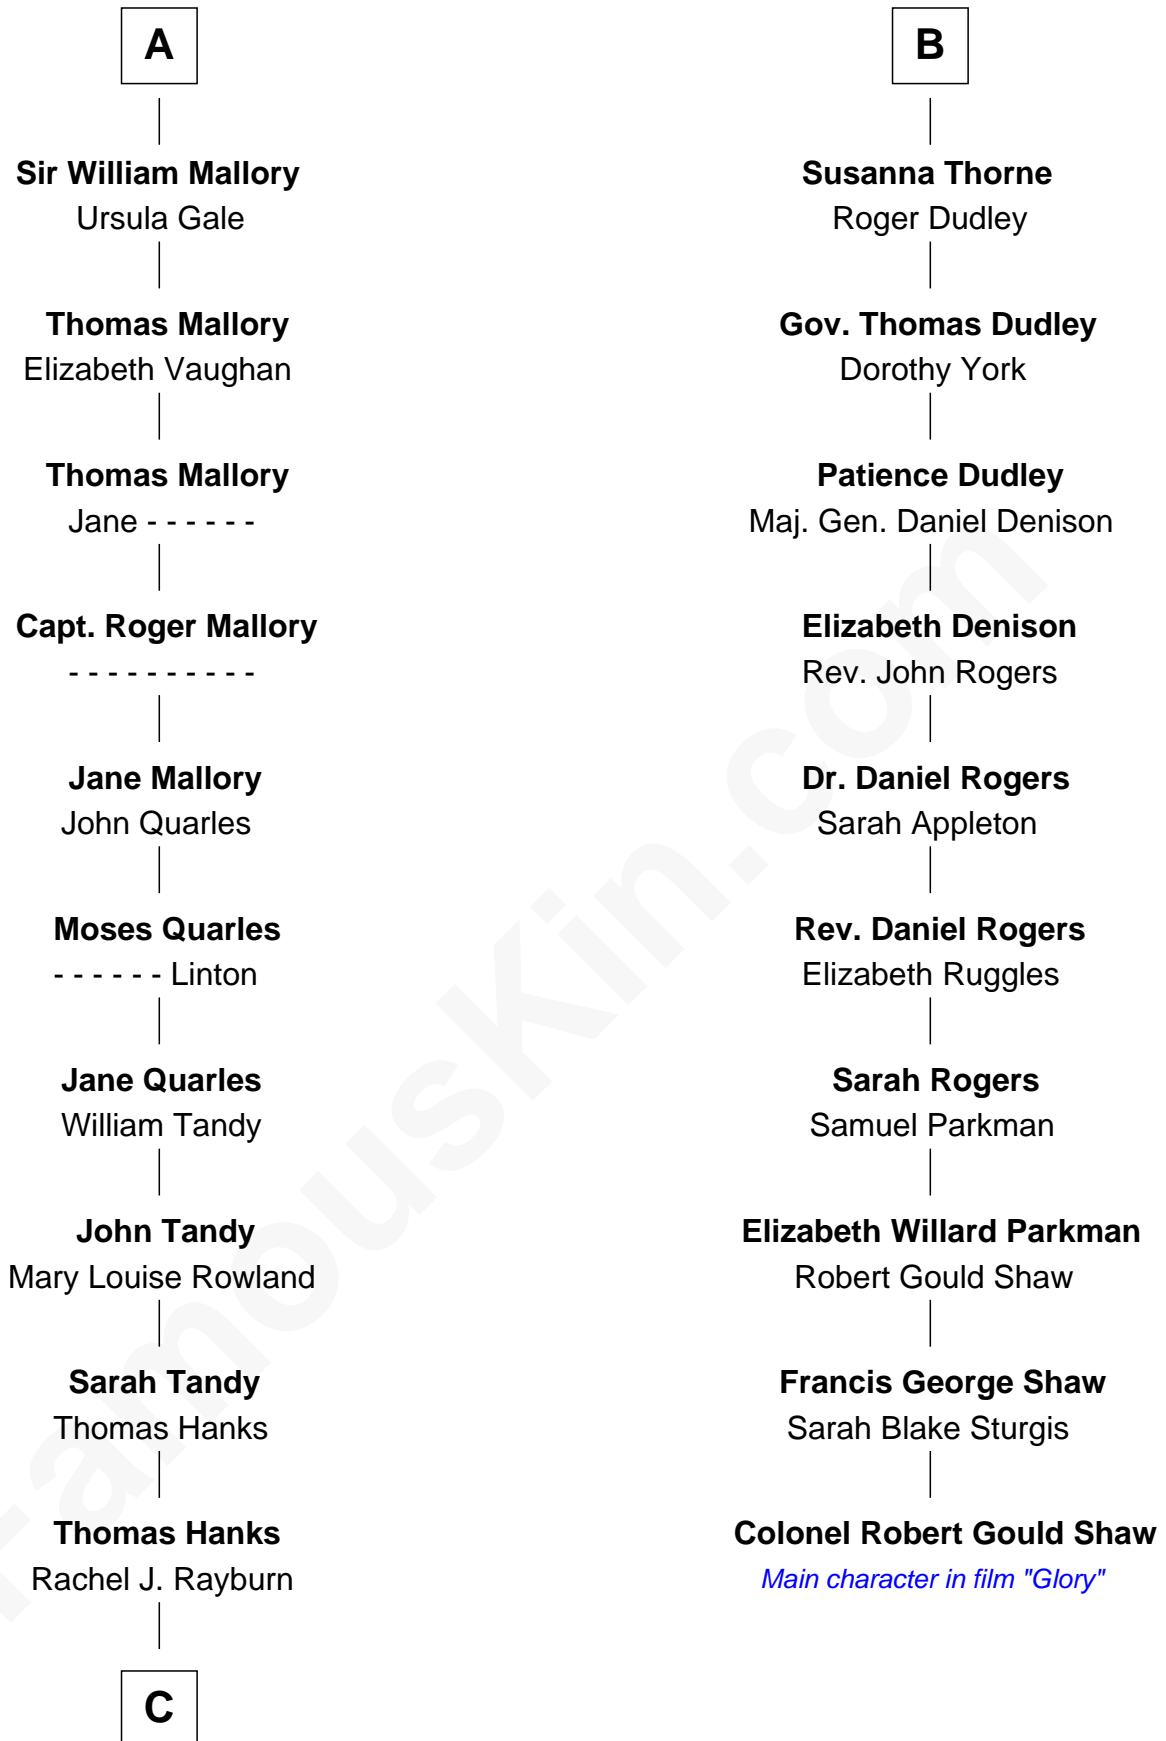 A
Sir William Mallory
Ursula Gale
Thomas Mallory
Elizabeth Vaughan
Thomas Mallory
Jane - - - - - -
Capt. Roger Mallory
- - - - - - - - - -
Jane Mallory
John Quarles
Moses Quarles
- - - - - - Linton
Jane Quarles
William Tandy
John Tandy
Mary Louise Rowland
Sarah Tandy
Thomas Hanks
Thomas Hanks
Rachel J. Rayburn
C
B
Susanna Thorne
Roger Dudley
Gov. Thomas Dudley
Dorothy York
Patience Dudley
Maj. Gen. Daniel Denison
Elizabeth Denison
Rev. John Rogers
Dr. Daniel Rogers
Sarah Appleton
Rev. Daniel Rogers
Elizabeth Ruggles
Sarah Rogers
Samuel Parkman
Elizabeth Willard Parkman
Robert Gould Shaw
Francis George Shaw
Sarah Blake Sturgis
Colonel Robert Gould Shaw
Main character in film "Glory"
FamousKin.com